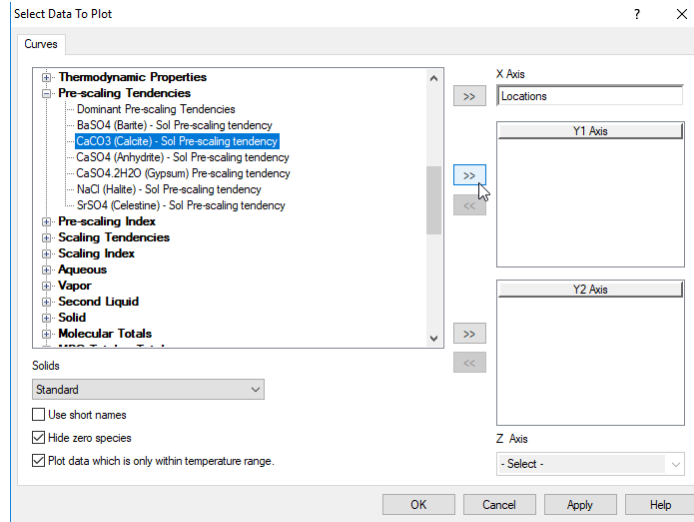 Select Data To Plot
Curves
Thermodynamic Properties
Pre-scaling Tendencies
Dominant Pre-scaling Tendencies
BaSO4 (Barite) - Sol Pre-scaling tendency
CaCO3 (Calcite) - Sol Pre-scaling tendency
CaSO4 (Anhydrite) - Sol Pre-scaling tendency
CaSO4.2H2O (Gypsum) Pre-scaling tendency
NaCl (Halite) - Sol Pre-scaling tendency
SrSO4 (Celestine) - Sol Pre-scaling tendency
Pre-scaling Index
Scaling Tendencies
Scaling Index
Aqueous
Vapor
Second Liquid
Solid
Molecular Totals
Solids
Standard
Use short names
Hide zero species
Plot data which is only within temperature range.
>>
X Axis
Locations
>>
<<
Y1 Axis
>>
<<
Y2 Axis
Z Axis
- Select -
OK
Cancel
Apply
Help